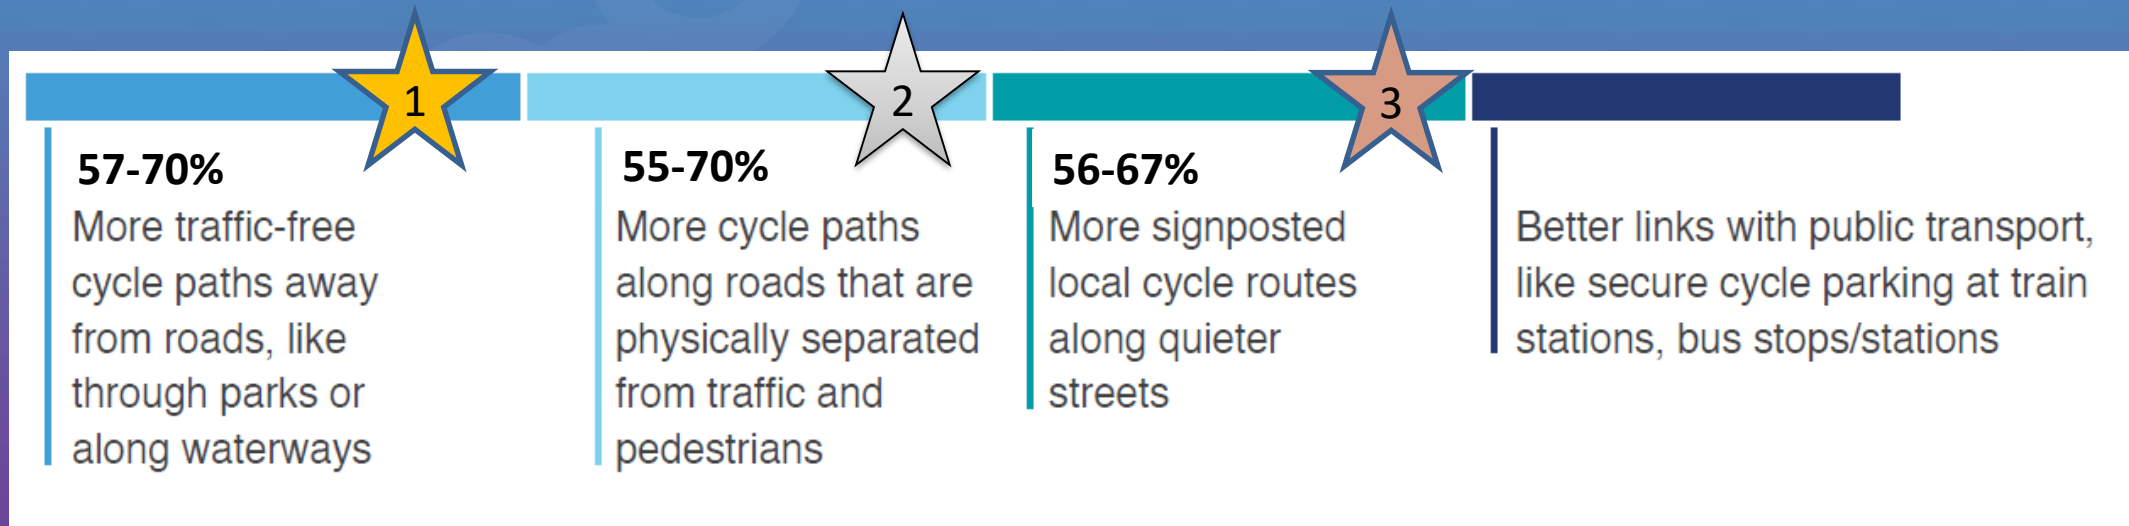 1
57-70%
More traffic-free
cycle paths away
from roads, like
through parks or
along waterways
2
55-70%
More cycle paths
along roads that are
physically separated
from traffic and
pedestrians
3
56-67%
More signposted
local cycle routes
along quieter
streets
Better links with public transport,
like secure cycle parking at train
stations, bus stops/stations